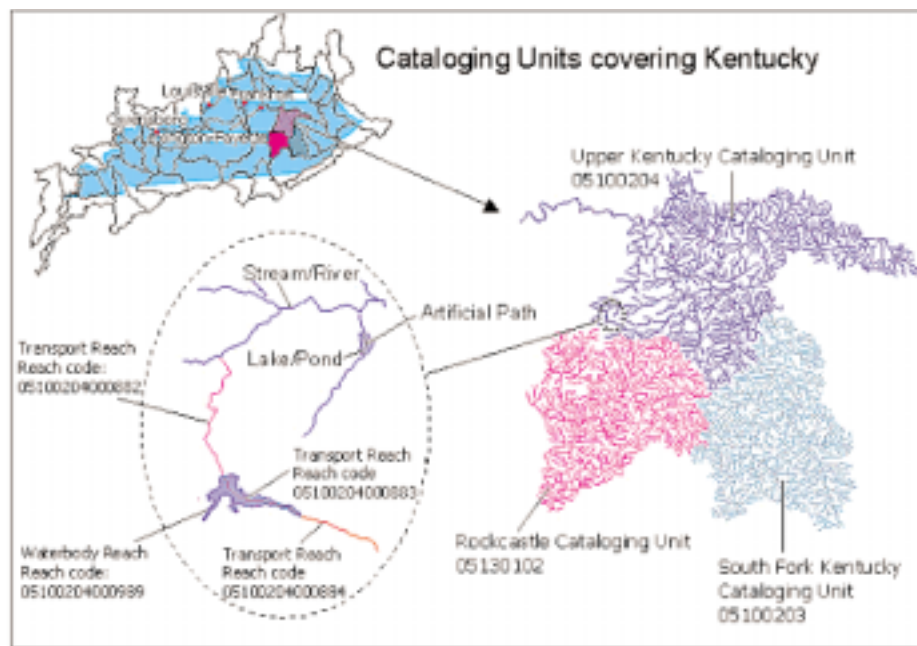 Cataloging Units covering Kentucky
Owensboro
Upper Kentucky Cataloging Unit
05100204
Stream/River
Artificial Path
Lake/Pond
Transport Reach
Reach code:
05100204000882
Transport Reach
Reach code
05100204000883
Waterbody Reach
Reach code:
05100204000989
Transport Reach
Reach code
05100204000884
Rockcastle Cataloging Unit
05130102
South Fork Kentucky
Cataloging Unit
05100203